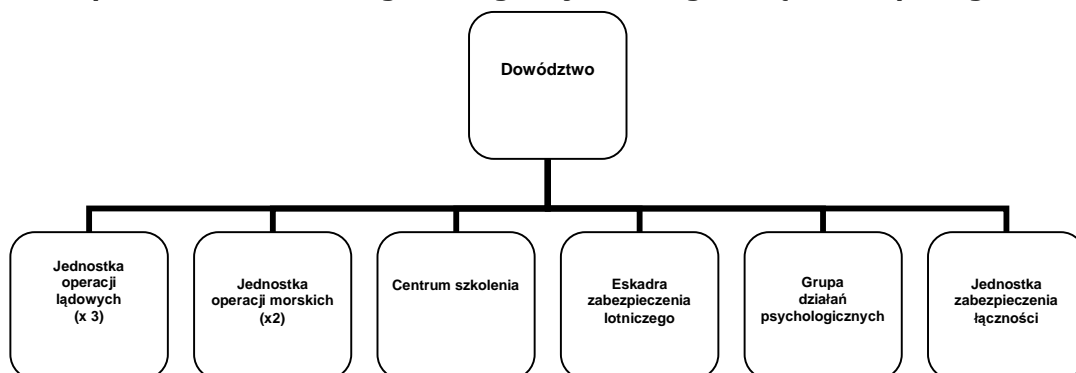 Dowództwo
Jednostka
operacji
lądowych
(x 3)
Jednostka
operacji morskich
(x2)
Centrum szkolenia
Eskadra
zabezpieczenia
lotniczego
Grupa
działań
psychologicznych
Jednostka
zabezpieczenia
łączności